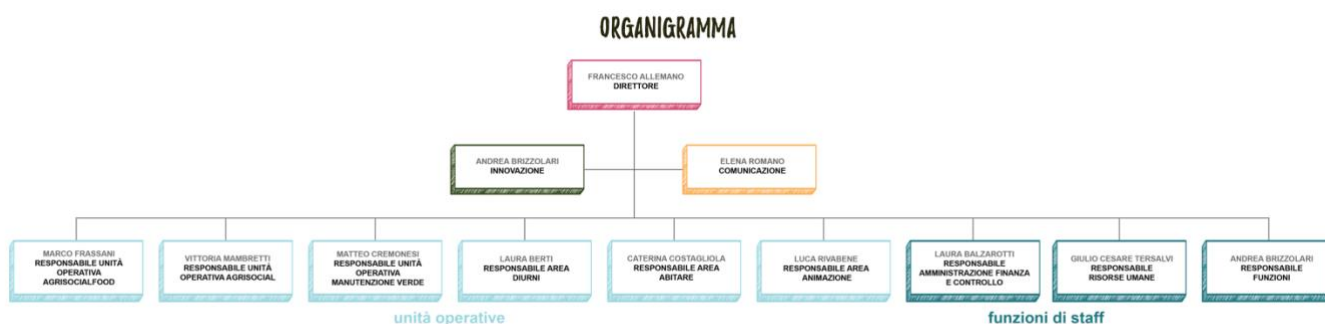 ORGANIGRAMMA
FRANCESCO ALLEMANO
DIRETTORE
ANDREA BRIZZOLARI
INNOVAZIONE
ELENA ROMANO
COMUNICAZIONE
MARCO FRASSANI
RESPONSABILE UNITÀ
OPERATIVA
AGRISOCIALFOOD
VITTORIA MAMBRETTI
RESPONSABILE UNITÀ
OPERATIVA AGRISOCIAL
MATTEO CREMONESI
RESPONSABILE UNITÀ
OPERATIVA
MANUTENZIONE VERDE
LAURA BERTI
RESPONSABILE AREA
DIURNI
CATERINA COSTAGLIOLA
RESPONSABILE AREA
ABITARE
LUCA RIVABENE
RESPONSABILE AREA
ANIMAZIONE
LAURA BALZAROTTI
RESPONSABILE
AMMINISTRAZIONE FINANZA
E CONTROLLO
GIULIO CESARE TERSALVI
RESPONSABILE
RISORSE UMANE
ANDREA BRIZZOLARI
RESPONSABILE
FUNZIONI
unità operative
funzioni di staff